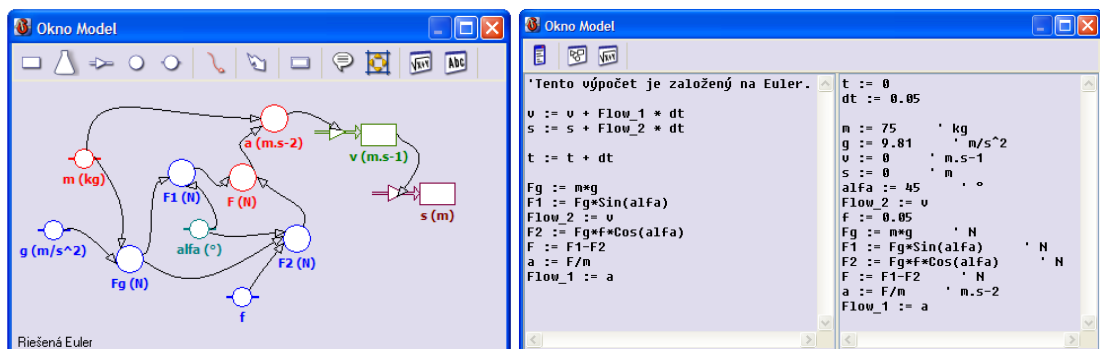 Okno Model
√x+y
Abc
a (m.s-2)
v (m.s-1)
m (kg)
F1 (N)
F (N)
s (m)
g (m/s^2)
alfa (°)
F2 (N)
Fg (N)
f
Riešená Euler
Okno Model
√x+y
'Tento výpočet je založený na Euler.
v := v + Flow_1 * dt
s := s + Flow_2 * dt
t := t + dt
Fg := m*g
F1 := Fg*Sin(alfa)
Flow_2 := v
F2 := Fg*f*Cos(alfa)
F := F1-F2
a := F/m
Flow_1 := a
t := 0
dt := 0.05
m := 75 ' kg
g := 9.81 ' m/s^2
v := 0 ' m.s-1
s := 0 ' m
alfa := 45 ' °
Flow_2 := v
f := 0.05
Fg := m*g ' N
F1 := Fg*Sin(alfa) ' N
F2 := Fg*f*Cos(alfa) ' N
F := F1-F2 ' N
a := F/m ' m.s-2
Flow_1 := a